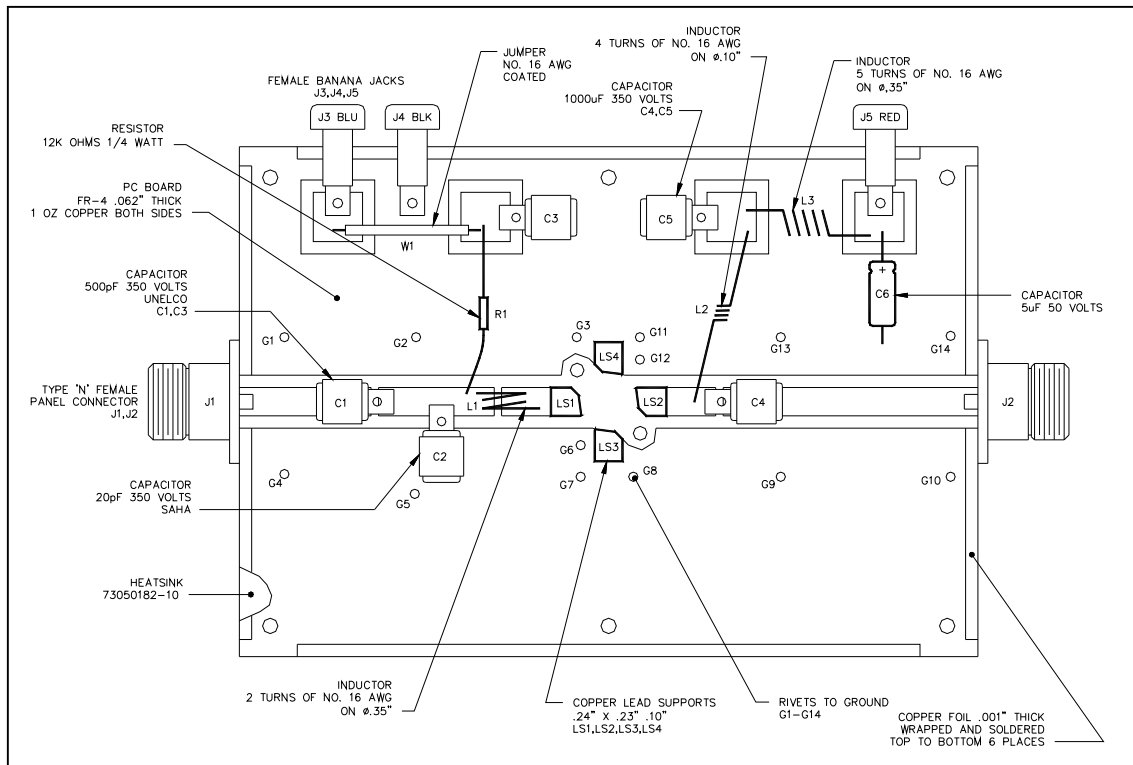 INDUCTOR
4 TURNS OF NO. 16 AWG
ON ø.10"
JUMPER
NO. 16 AWG
COATED
INDUCTOR
5 TURNS OF NO. 16 AWG
ON ø.35"
FEMALE BANANA JACKS
J3,J4,J5
CAPACITOR
1000uF 350 VOLTS
C4,C5
J3 BLU
J4 BLK
J5 RED
RESISTOR
12K OHMS 1/4 WATT
PC BOARD
FR-4 .062" THICK
1 OZ COPPER BOTH SIDES
L3
C3
C5
W1
CAPACITOR
500pF 350 VOLTS
UNELCO
C1,C3
+
C6
CAPACITOR
5uF 50 VOLTS
R1
L2
G1
G2
G3
G11
G12
G13
G14
LS4
TYPE "N" FEMALE
PANEL CONNECTOR
J1,J2
J1
C1
L1
LS1
LS2
C4
J2
C2
G6
LS3
G4
G5
G7
G8
G9
G10
CAPACITOR
20pF 350 VOLTS
SAHA
HEATSINK
73050182-10
INDUCTOR
2 TURNS OF NO. 16 AWG
ON ø.35"
COPPER LEAD SUPPORTS
.24" X .23" .10"
LS1,LS2,LS3,LS4
RIVETS TO GROUND
G1-G14
COPPER FOIL .001" THICK
WRAPPED AND SOLDERED
TOP TO BOTTOM 6 PLACES